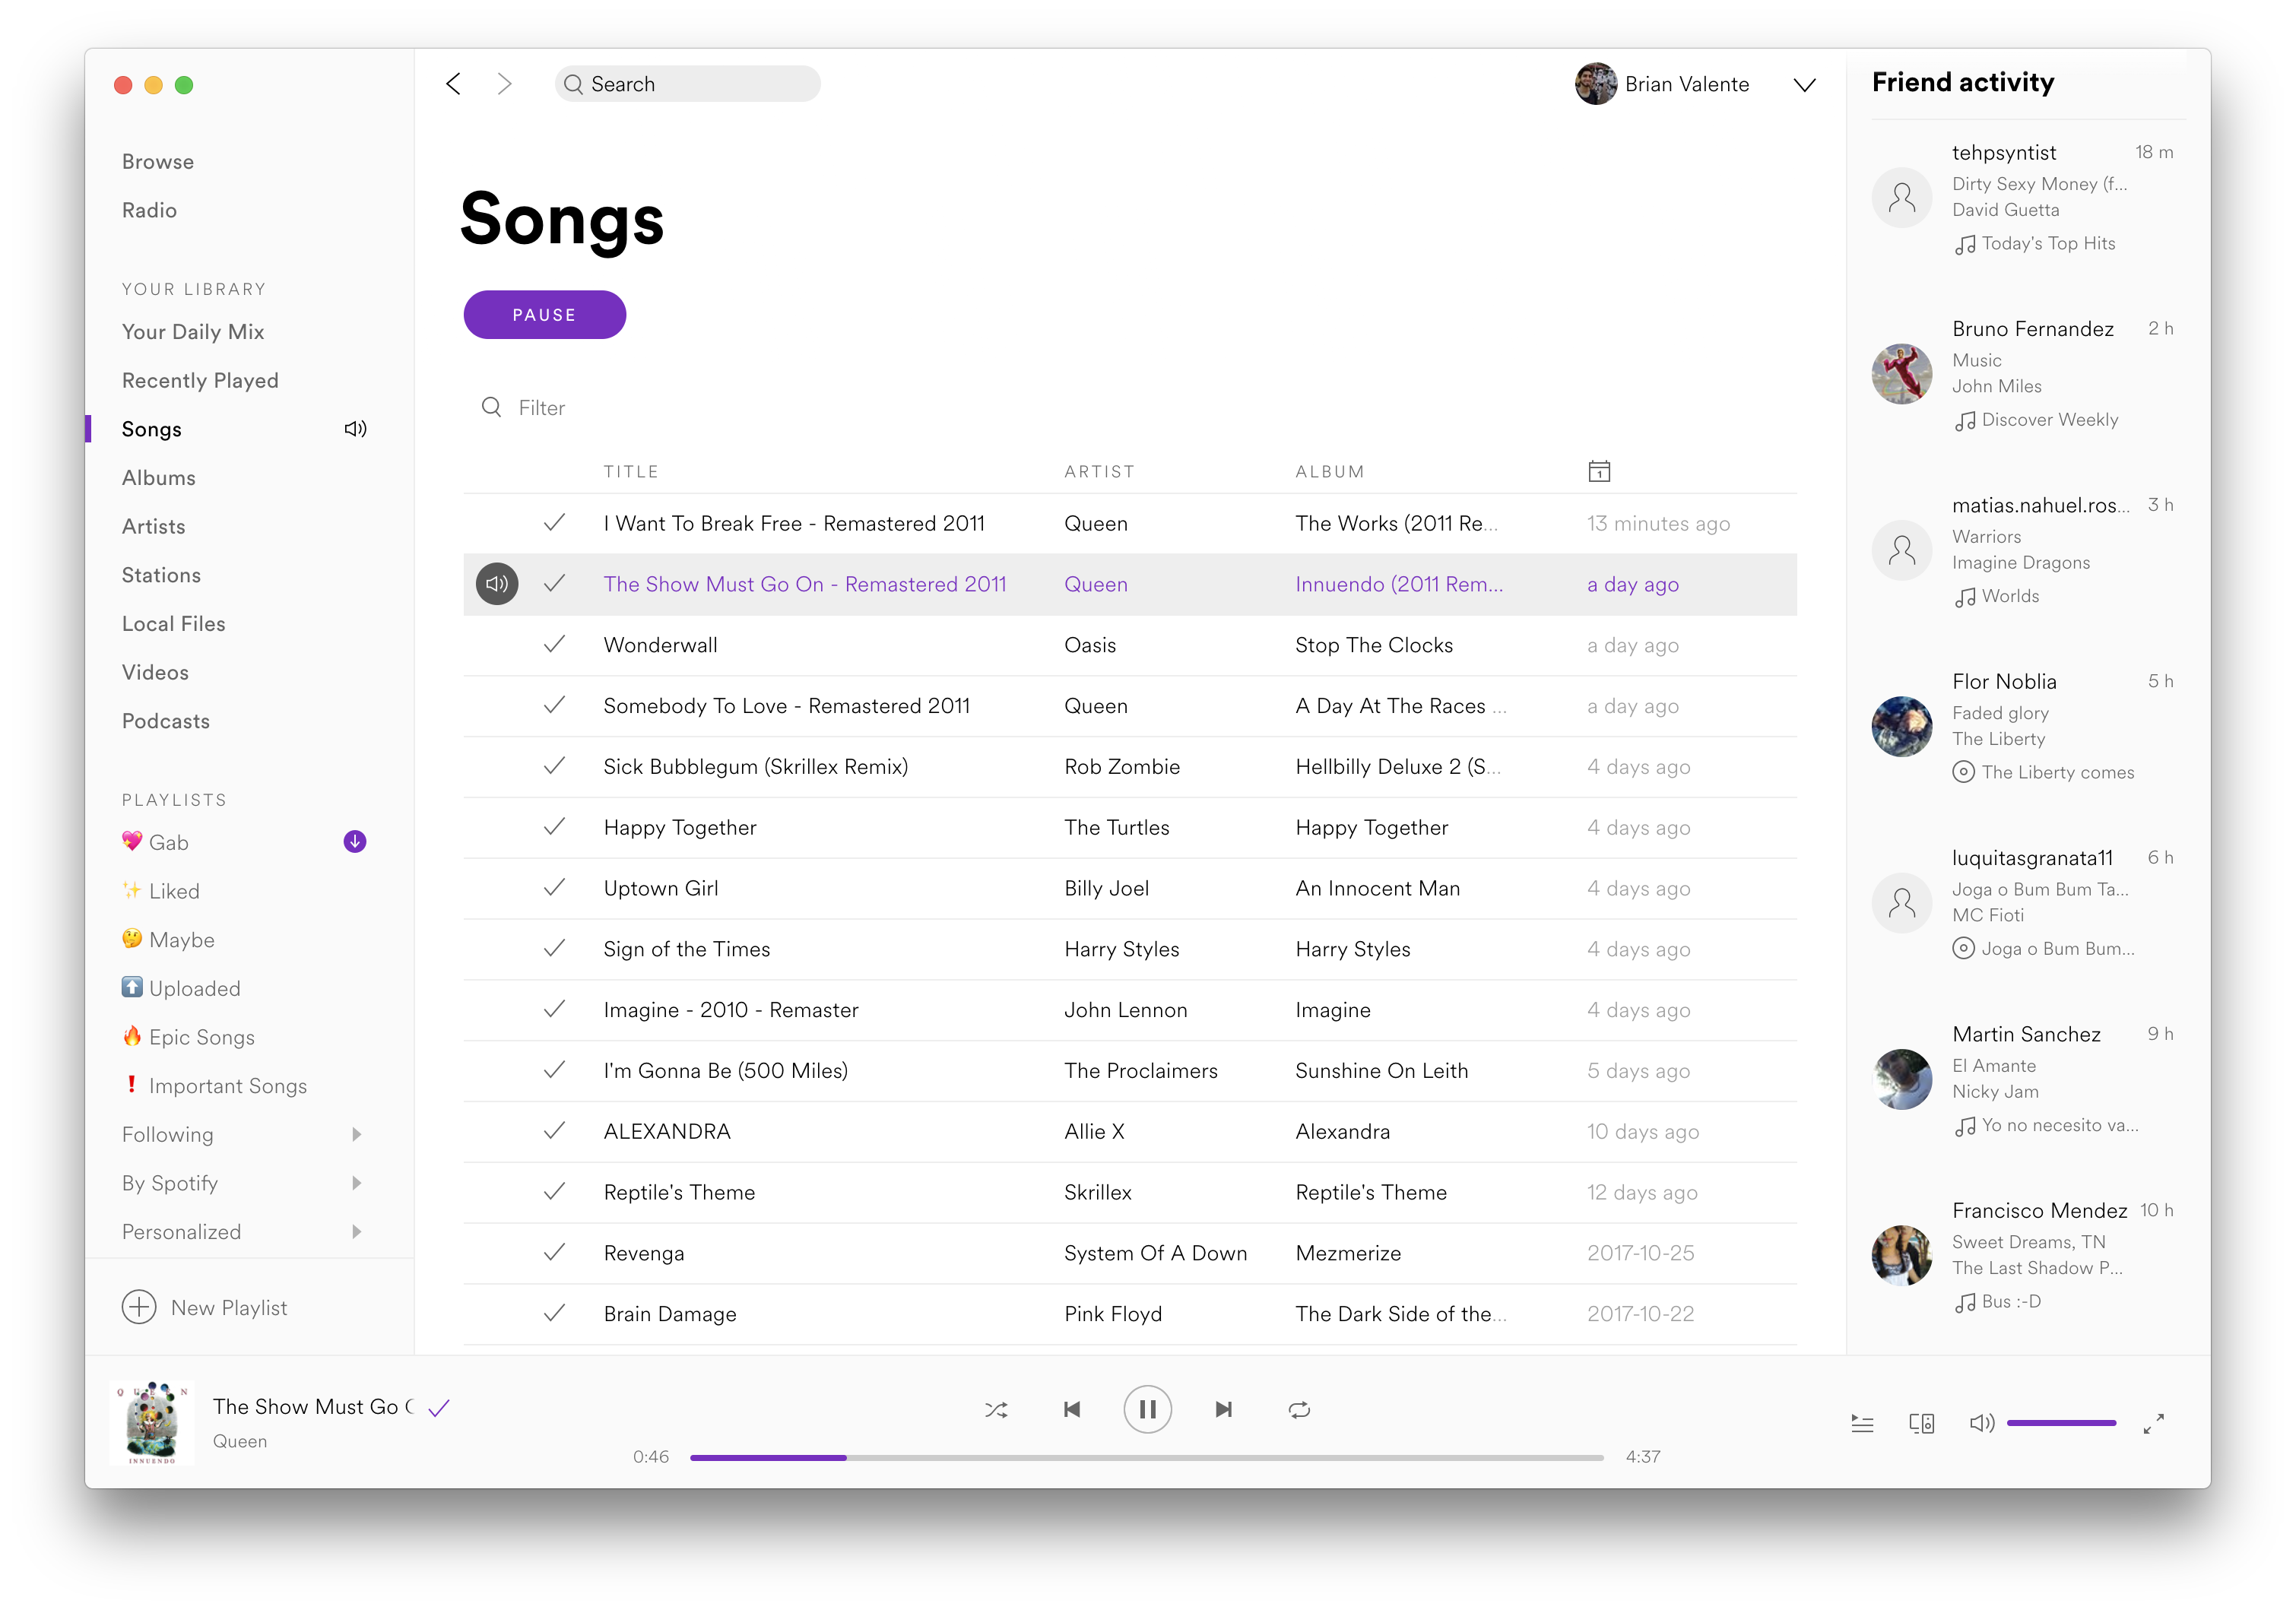 Browse
Radio
YOUR LIBRARY
Your Daily Mix
Recently Played
Songs
Albums
Artists
Stations
Local Files
Videos
Podcasts
PLAYLISTS
💖 Gab
✨ Liked
🤔 Maybe
⬆️ Uploaded
🔥 Epic Songs
❗ Important Songs
Following
By Spotify
Personalized
New Playlist
Search
Brian Valente
Songs
PAUSE
Filter
TITLE ARTIST ALBUM 1
I Want To Break Free - Remastered 2011 Queen The Works (2011 Re... 13 minutes ago
The Show Must Go On - Remastered 2011 Queen Innuendo (2011 Rem... a day ago
Wonderwall Oasis Stop The Clocks a day ago
Somebody To Love - Remastered 2011 Queen A Day At The Races ... a day ago
Sick Bubblegum (Skrillex Remix) Rob Zombie Hellbilly Deluxe 2 (S... 4 days ago
Happy Together The Turtles Happy Together 4 days ago
Uptown Girl Billy Joel An Innocent Man 4 days ago
Sign of the Times Harry Styles Harry Styles 4 days ago
Imagine - 2010 - Remaster John Lennon Imagine 4 days ago
I'm Gonna Be (500 Miles) The Proclaimers Sunshine On Leith 5 days ago
ALEXANDRA Allie X Alexandra 10 days ago
Reptile's Theme Skrillex Reptile's Theme 12 days ago
Revenga System Of A Down Mezmerize 2017-10-25
Brain Damage Pink Floyd The Dark Side of the... 2017-10-22
Friend activity
tehpsyntist 18 m
Dirty Sexy Money (f...
David Guetta
Today's Top Hits
Bruno Fernandez 2 h
Music
John Miles
Discover Weekly
matias.nahuel.ros... 3 h
Warriors
Imagine Dragons
Worlds
Flor Noblia 5 h
Faded glory
The Liberty
The Liberty comes
luquitasgranata11 6 h
Joga o Bum Bum Ta...
MC Fioti
Joga o Bum Bum...
Martin Sanchez 9 h
El Amante
Nicky Jam
Yo no necesito va...
Francisco Mendez 10 h
Sweet Dreams, TN
The Last Shadow P...
Bus :-D
QUEEN
INNUENDO
The Show Must Go
Queen
0:46 4:37